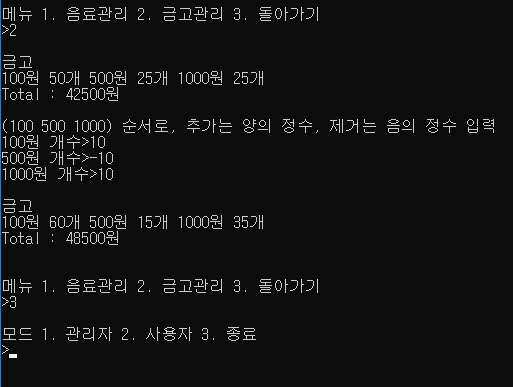 메뉴 1. 음료관리 2. 금고관리 3. 돌아가기
>2
금고
100원 50개 500원 25개 1000원 25개
Total : 42500원
(100 500 1000) 순서로, 추가는 양의 정수, 제거는 음의 정수 입력
100원 개수>10
500원 개수>-10
1000원 개수>10
금고
100원 60개 500원 15개 1000원 35개
Total : 48500원
메뉴 1. 음료관리 2. 금고관리 3. 돌아가기
>3
모드 1. 관리자 2. 사용자 3. 종료
>